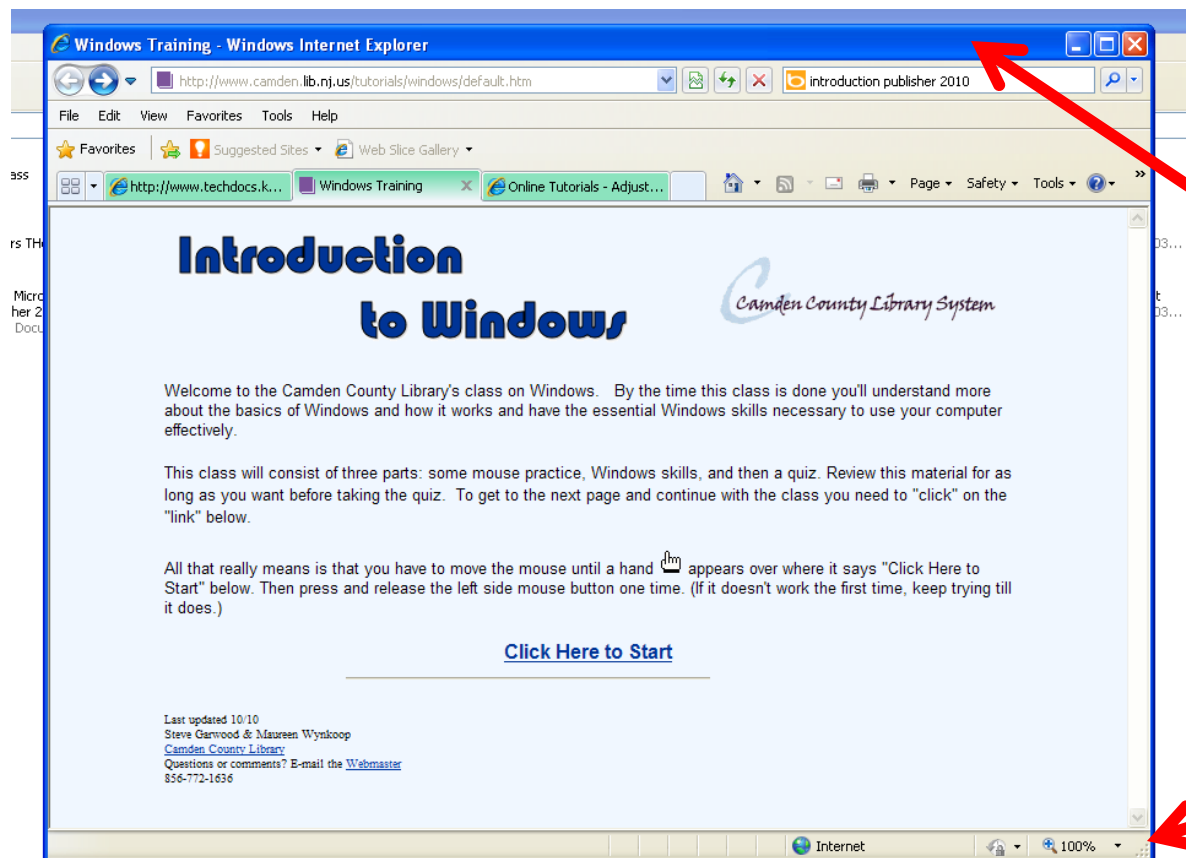 Windows Training - Windows Internet Explorer
http://www.camden.lib.nj.us/tutorials/windows/default.htm
introduction publisher 2010
File Edit View Favorites Tools Help
Favorites Suggested Sites Web Slice Gallery
http://www.techdocs.k... Windows Training X Online Tutorials - Adjust... Page Safety Tools »
ass
rs THe
Micro
her 2
Docu
03...
t
03...
Introduction
to Windows
Camden County Library System
Welcome to the Camden County Library's class on Windows. By the time this class is done you'll understand more
about the basics of Windows and how it works and have the essential Windows skills necessary to use your computer
effectively.
This class will consist of three parts: some mouse practice, Windows skills, and then a quiz. Review this material for as
long as you want before taking the quiz. To get to the next page and continue with the class you need to "click" on the
"link" below.
All that really means is that you have to move the mouse until a hand appears over where it says "Click Here to
Start" below. Then press and release the left side mouse button one time. (If it doesn't work the first time, keep trying till
it does.)
Click Here to Start
Last updated 10/10
Steve Garwood & Maureen Wynkoop
Camden County Library
Questions or comments? E-mail the Webmaster
856-772-1636
Internet 100%